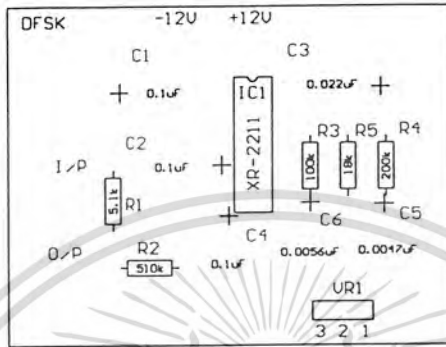 DFSK -12V +12V
C1 C3
0.1uF IC1 0.022uF
XR-2211
C2 R3 R5 R4
I/P 0.1uF 100k 18k 200k
5.1k R1
C6 C5
O/P R2 C4
510k 0.1uF 0.0056uF 0.0047uF
VR1
3 2 1